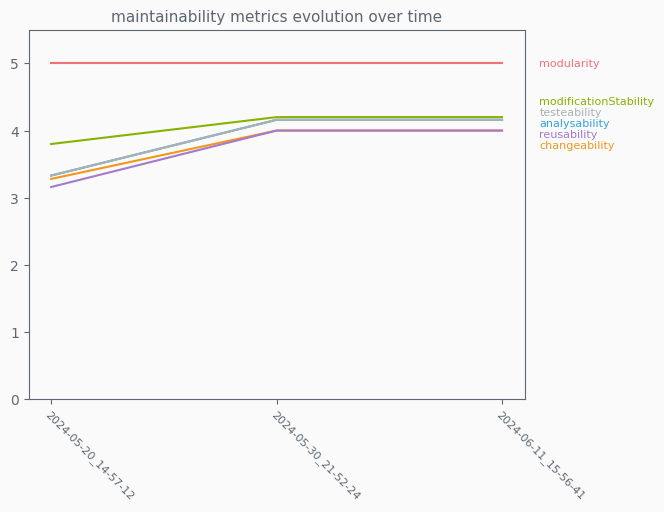 maintainability metrics evolution over time
5
4
3
2
1
0
modularity
modificationStability
testeability
analysability
reusability
changeability
2024-05-20_14-57-12
2024-05-30_21-52-24
2024-06-11_15-56-41